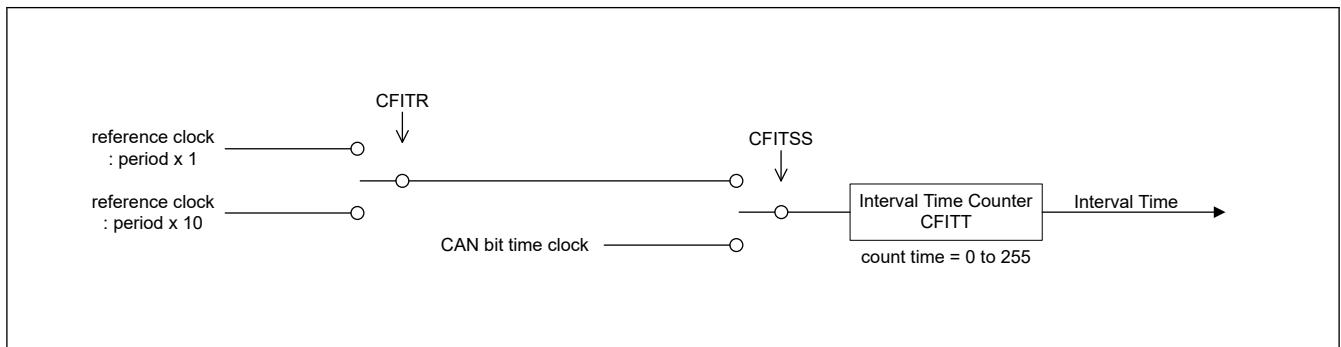 CFITR
reference clock
: period x 1
CFITSS
reference clock
: period x 10
Interval Time Counter
CFITT
Interval Time
CAN bit time clock
count time = 0 to 255